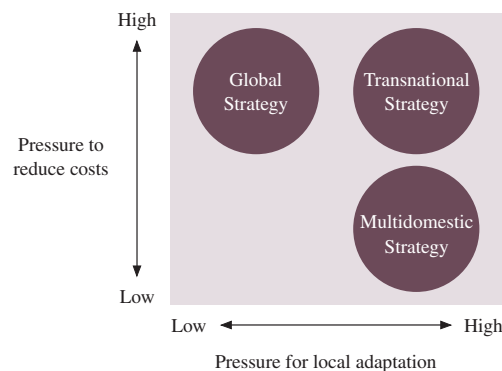 High
Global
Strategy
Transnational
Strategy
Pressure to
reduce costs
Multidomestic
Strategy
Low
Low
High
Pressure for local adaptation